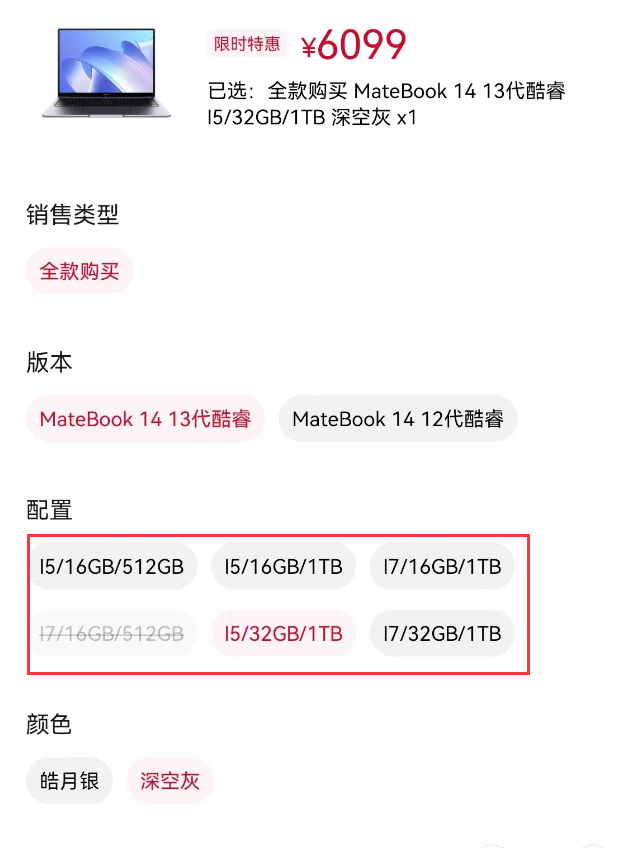 限时特惠 ¥6099
已选：全款购买 MateBook 14 13代酷睿
I5/32GB/1TB 深空灰 x1
销售类型
全款购买
版本
MateBook 14 13代酷睿 MateBook 14 12代酷睿
配置
I5/16GB/512GB I5/16GB/1TB I7/16GB/1TB
I7/16GB/512GB I5/32GB/1TB I7/32GB/1TB
颜色
皓月银 深空灰